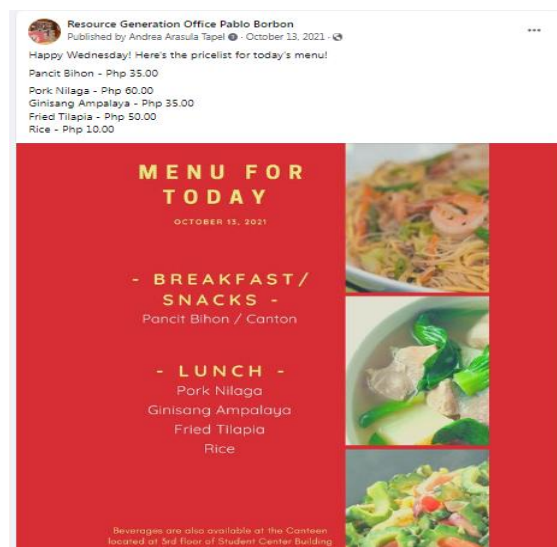 Resource Generation Office Pablo Borbon
Published by Andrea Arasula Tapel · October 13, 2021 ·
Happy Wednesday! Here's the pricelist for today's menu!
Pancit Bihon - Php 35.00
Pork Nilaga - Php 60.00
Ginisang Ampalaya - Php 35.00
Fried Tilapia - Php 50.00
Rice - Php 10.00
MENU FOR
TODAY
OCTOBER 13, 2021
- BREAKFAST/
SNACKS -
Pancit Bihon / Canton
- LUNCH -
Pork Nilaga
Ginisang Ampalaya
Fried TIlapia
Rice
Beverages are also available at the Canteen
located at 3rd floor of Student Center Building